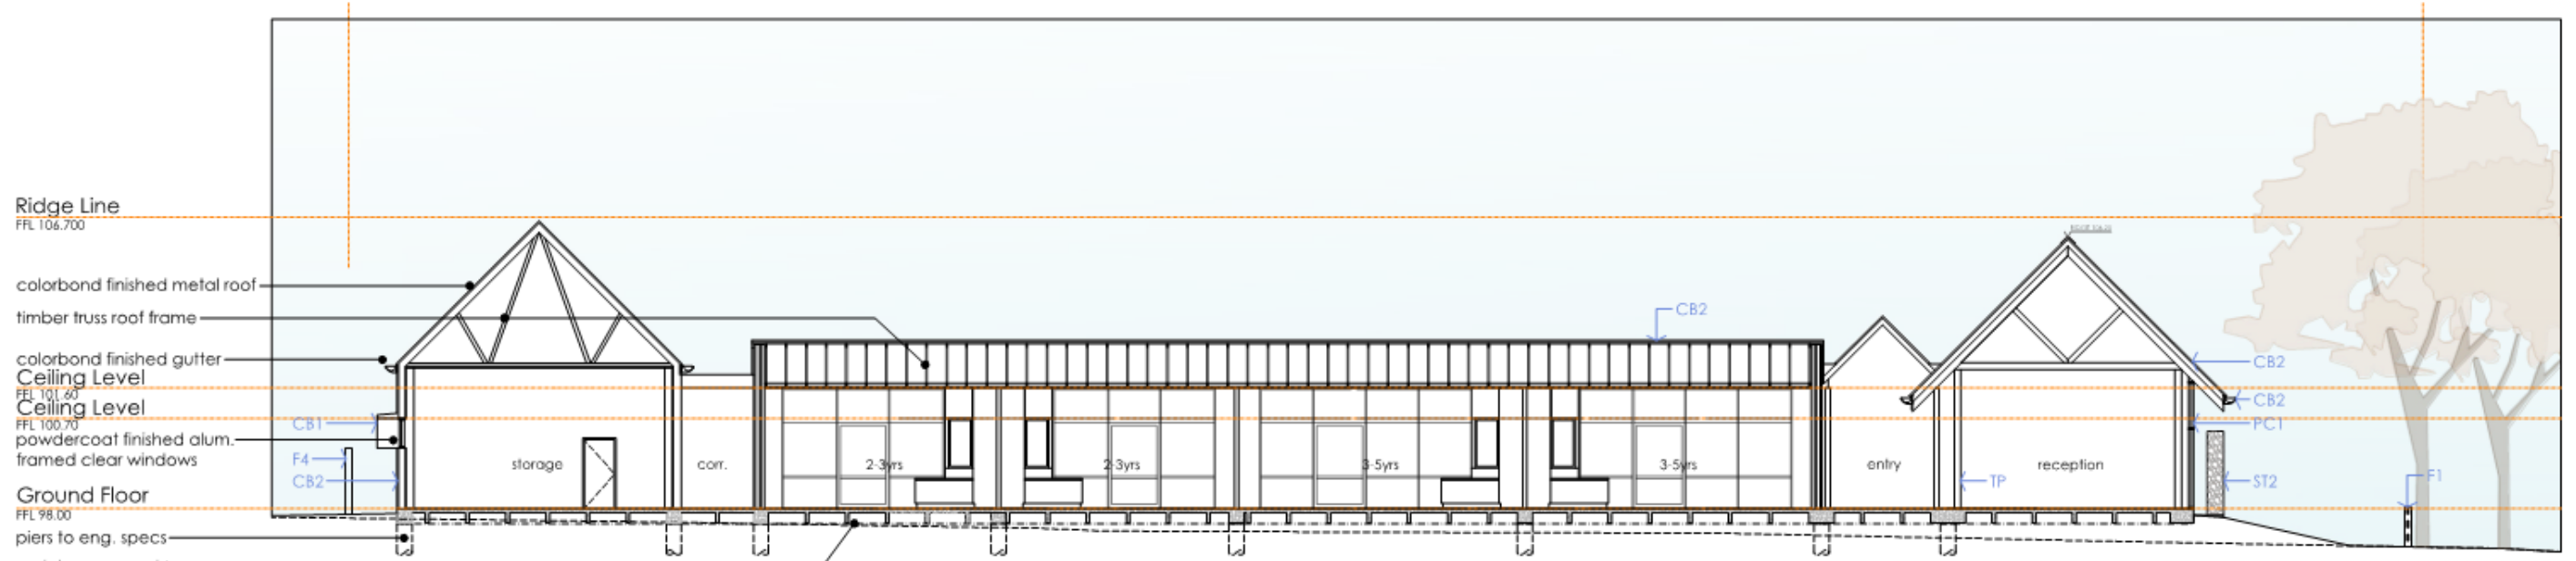 Ridge Line
FFL 106.700
colorbond finished metal roof
timber truss roof frame
CB2
colorbond finished gutter
CB2
Ceiling Level
FFL 101.60
CB2
Ceiling Level
FFL 100.70
CB1
PC1
powdercoat finished alum.
framed clear windows
F4
storage
corr.
2-3yrs
2-3yrs
3-5yrs
3-5yrs
entry
reception
CB2
TP
ST2
F1
Ground Floor
FFL 98.00
piers to eng. specs